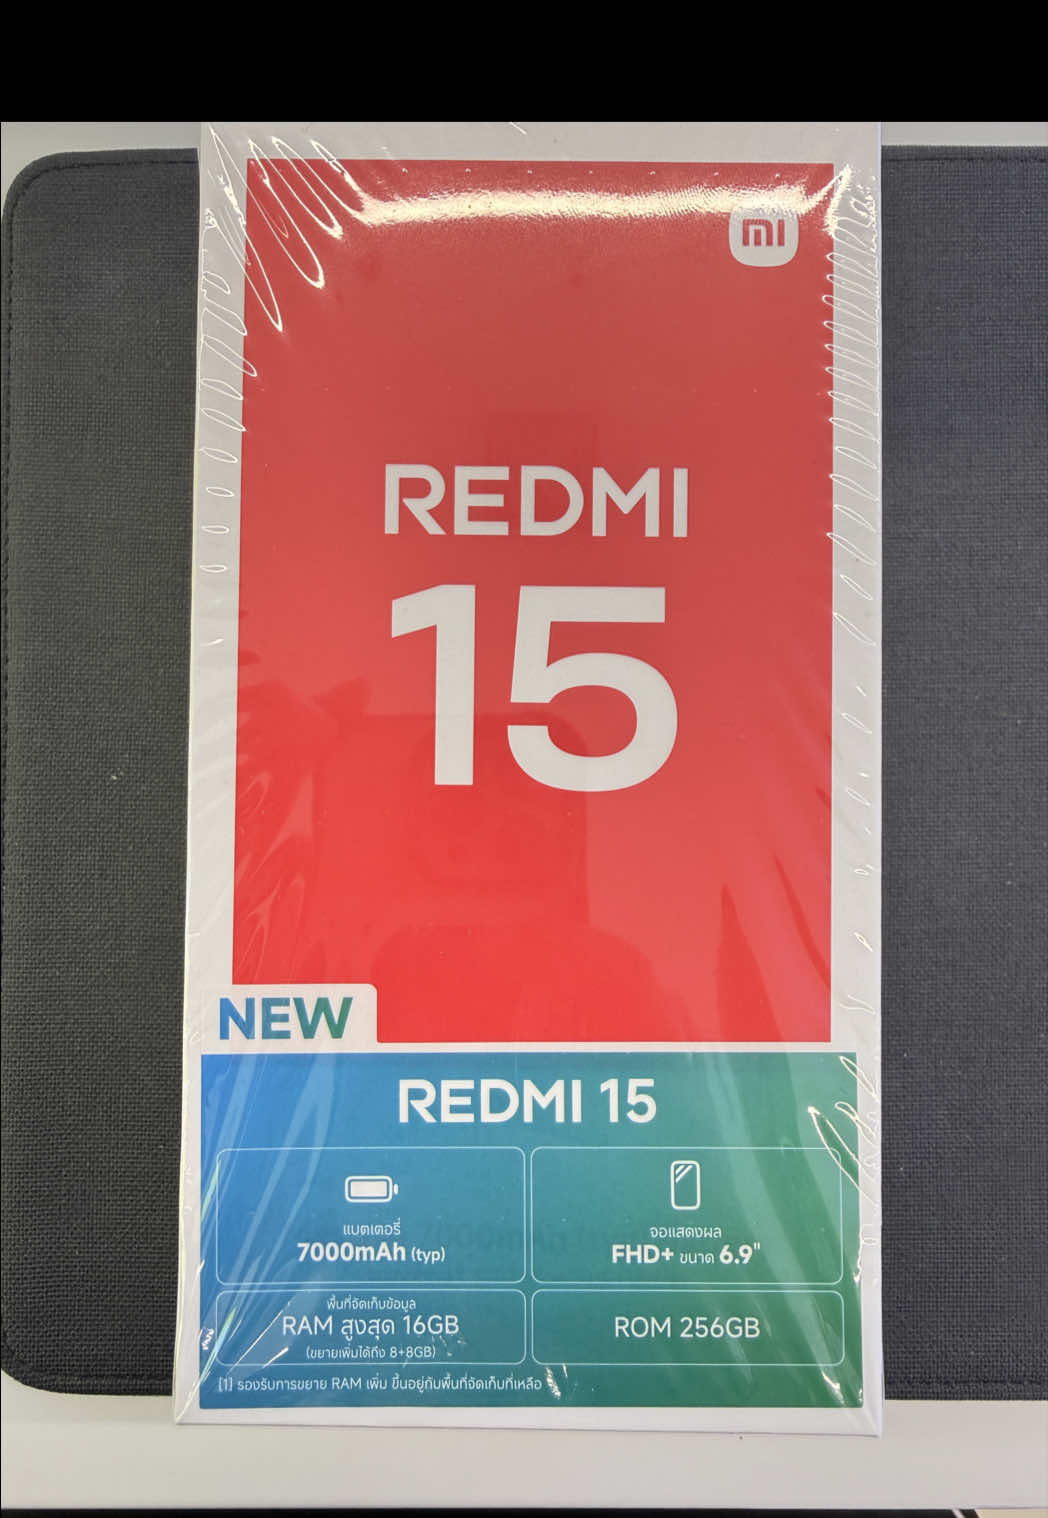 mi
REDMI
15
NEW
REDMI 15
แบตเตอรี่
7000mAh (typ)
จอแสดงผล
FHD+ ขนาด 6.9"
พื้นที่จัดเก็บข้อมูล
RAM สูงสุด 16GB
(ขยายเพิ่มได้ถึง 8+8GB)
ROM 256GB
[1] รองรับการขยาย RAM เพิ่ม ขึ้นอยู่กับพื้นที่จัดเก็บที่เหลือ